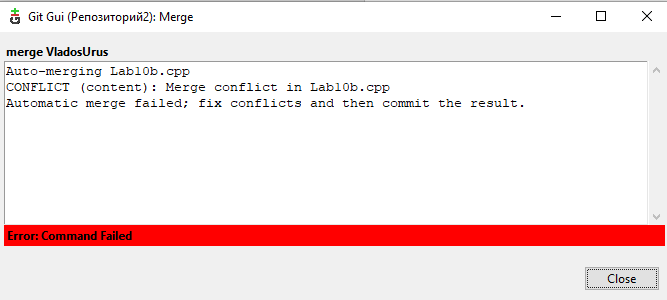 Git Gui (Репозиторий2): Merge
merge VladosUrus
Auto-merging Lab10b.cpp
CONFLICT (content): Merge conflict in Lab10b.cpp
Automatic merge failed; fix conflicts and then commit the result.
Error: Command Failed
Close